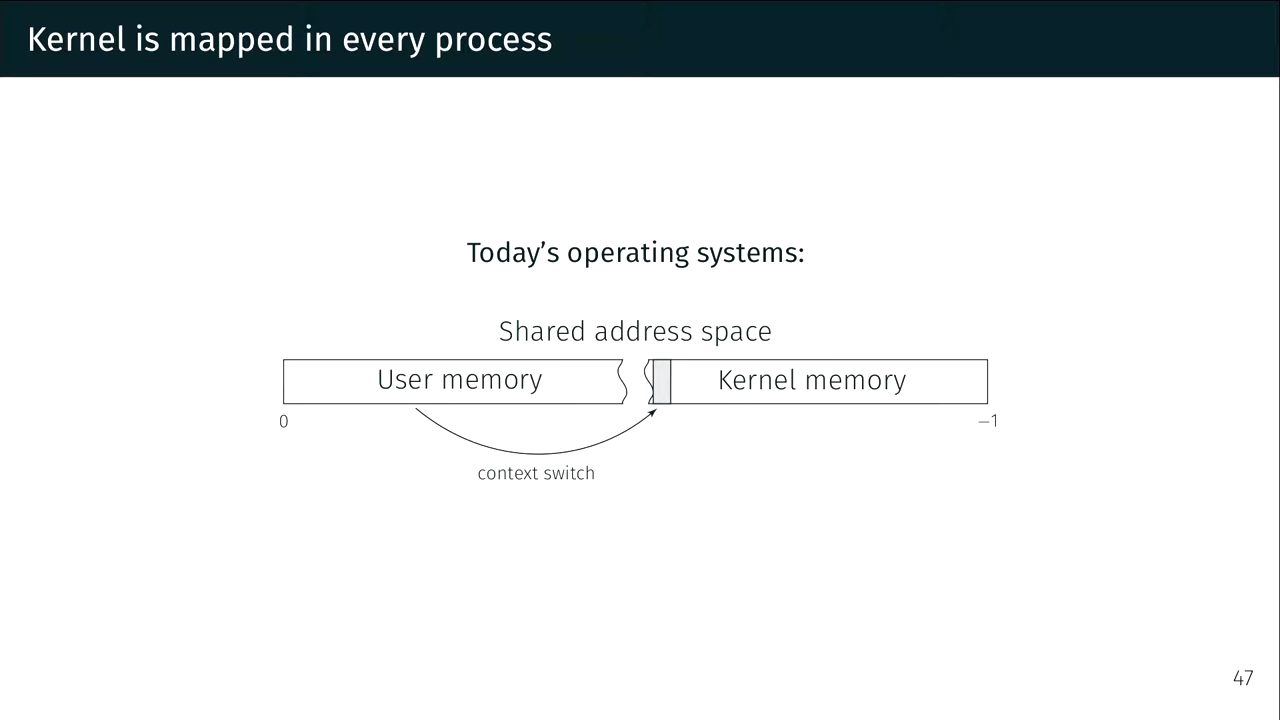 Kernel is mapped in every process
Today’s operating systems:
Shared address space
User memory
Kernel memory
0
−1
context switch
47